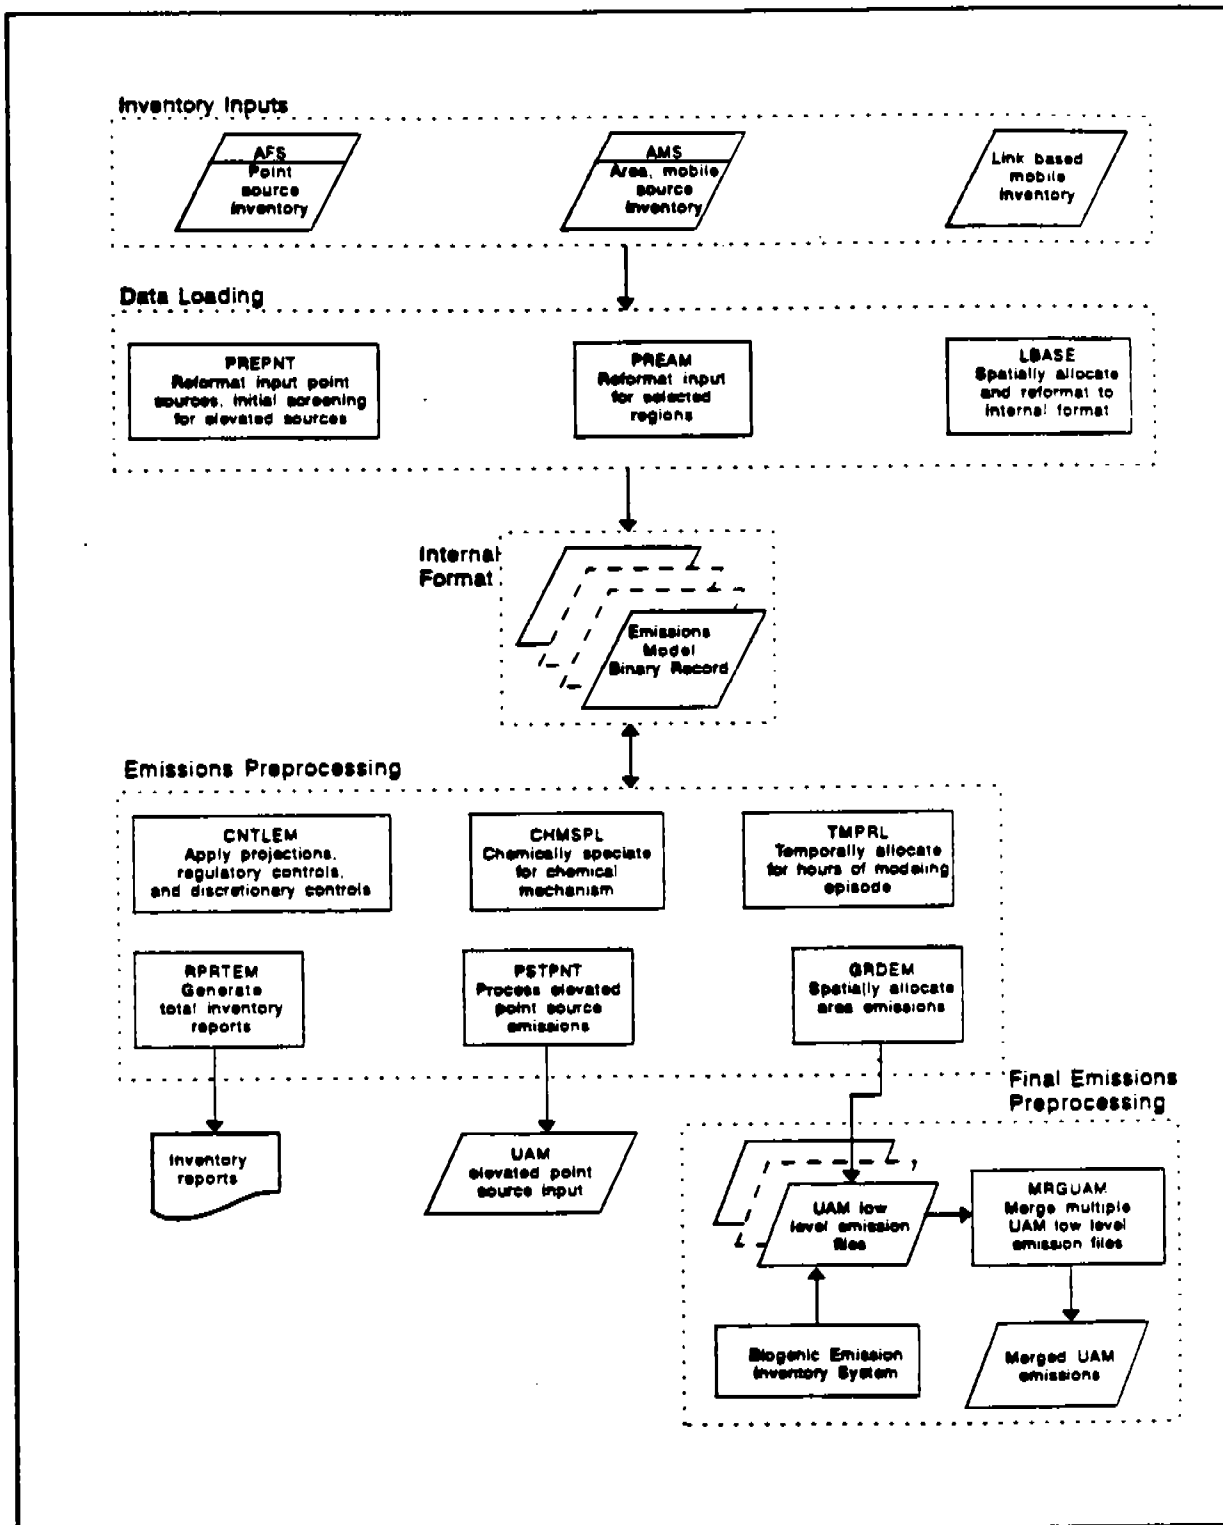 Inventory Inputs
AFS
Point
source
inventory
AMS
Area, mobile
source
inventory
Link based
mobile
inventory
Data Loading
PREPNT
Reformat input point
sources, initial screening
for elevated sources
PREAM
Reformat input
for selected
regions
LBASE
Spatially allocate
and reformat to
internal format
Internal
Format
Emissions
Model
Binary Record
Emissions Preprocessing
CNTLEM
Apply projections,
regulatory controls,
and discretionary controls
CHMSPL
Chemically speciate
for chemical
mechanism
TMPRL
Temporally allocate
for hours of modeling
episode
RPRTEM
Generate
total inventory
reports
PSTPNT
Process elevated
point source
emissions
GRDEM
Spatially allocate
area emissions
Final Emissions
Preprocessing
Inventory
reports
UAM
elevated point
source input
UAM low
level emission
files
MRGUAM
Merge multiple
UAM low level
emission files
Biogenic Emission
Inventory System
Merged UAM
emissions